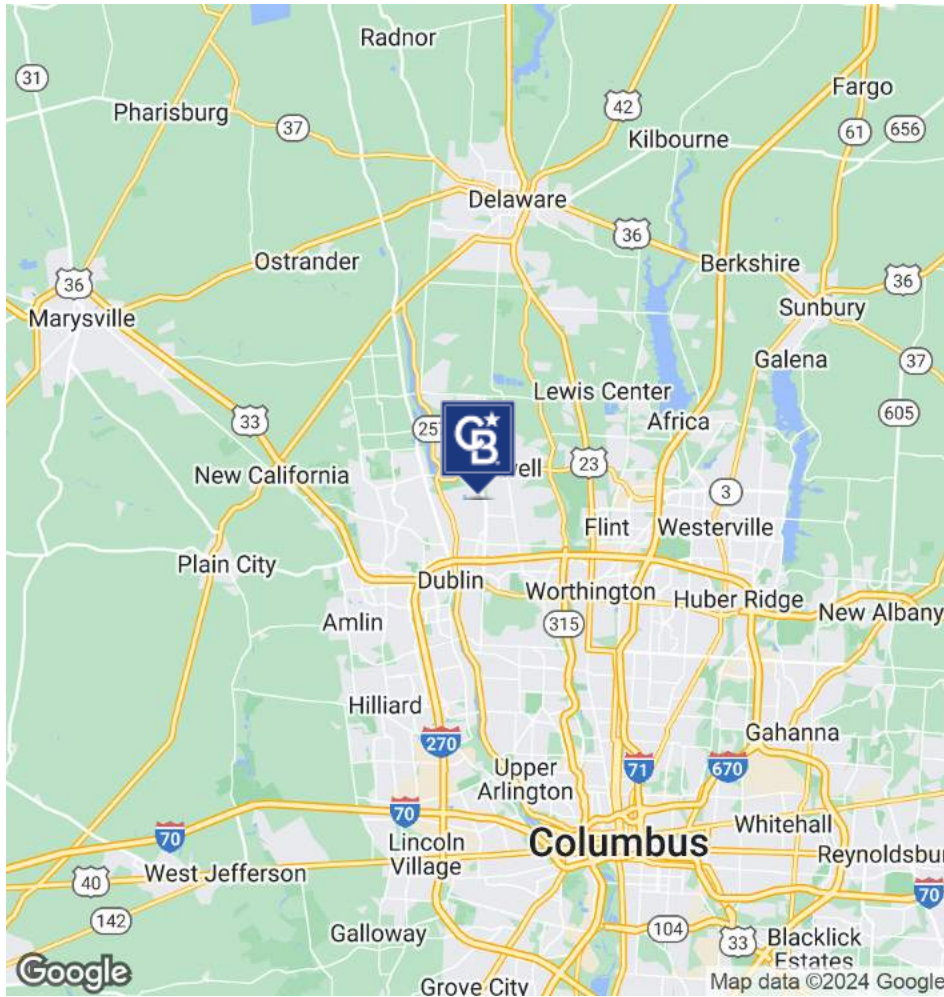 Radnor
31
Fargo
Pharisburg
42
37
61
656
Kilbourne
Delaware
36
Ostrander
Berkshire
36
36
Sunbury
Marysville
Galena
37
Lewis Center
605
Africa
33
CB
New California
well
23
3
Flint
Westerville
Plain City
Dublin
Worthington
Huber Ridge
New Albany
Amlin
315
Hilliard
Gahanna
270
71
670
Upper
Arlington
70
70
Whitehall
Lincoln
Village
Columbus
Reynoldsbur
West Jefferson
40
70
142
Galloway
104
33
Blacklick
Estates
Google
Grove City
Map data ©2024 Google